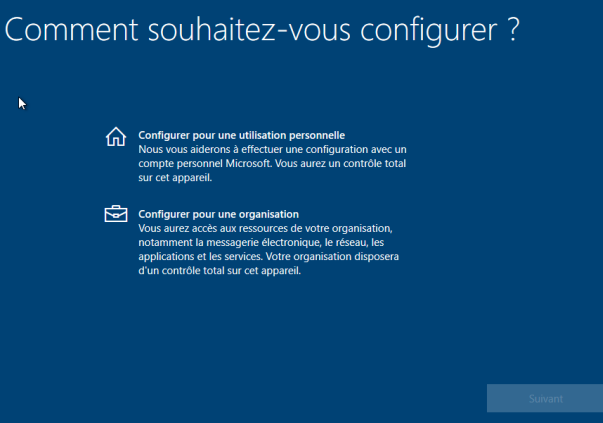 Comment souhaitez-vous configurer ?
Configurer pour une utilisation personnelle
Nous vous aiderons à effectuer une configuration avec un
compte personnel Microsoft. Vous aurez un contrôle total
sur cet appareil.
Configurer pour une organisation
Vous aurez accès aux ressources de votre organisation,
notamment la messagerie électronique, le réseau, les
applications et les services. Votre organisation disposera
d'un contrôle total sur cet appareil.
Suivant